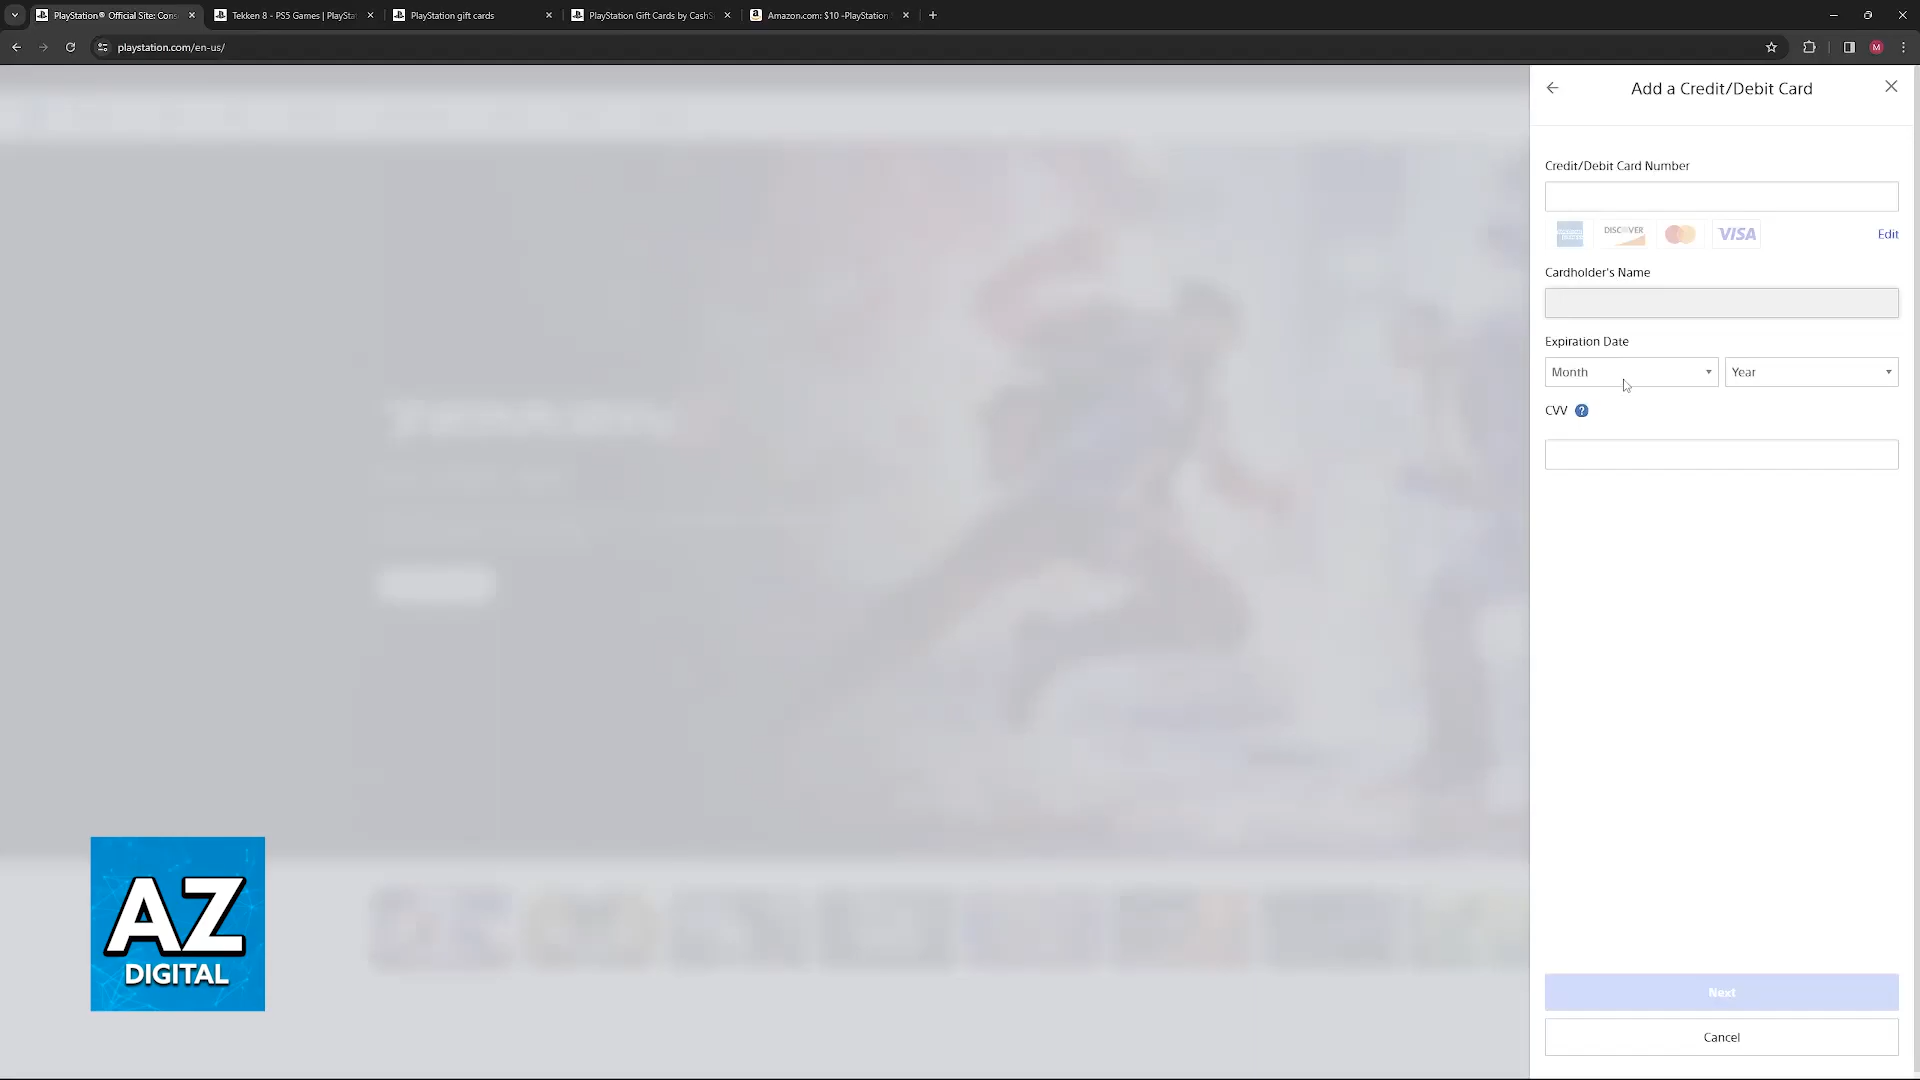 PlayStation® Official Site: Cons
Tekken 8 - PS5 Games | PlaySta
PlayStation gift cards
PlayStation Gift Cards by CashS
Amazon.com: $10 -PlayStation
playstation.com/en-us/
M
Add a Credit/Debit Card
Credit/Debit Card Number
DISCOVER
VISA
Edit
Cardholder's Name
Expiration Date
Month
Year
CVV ?
AZ
DIGITAL
Next
Cancel